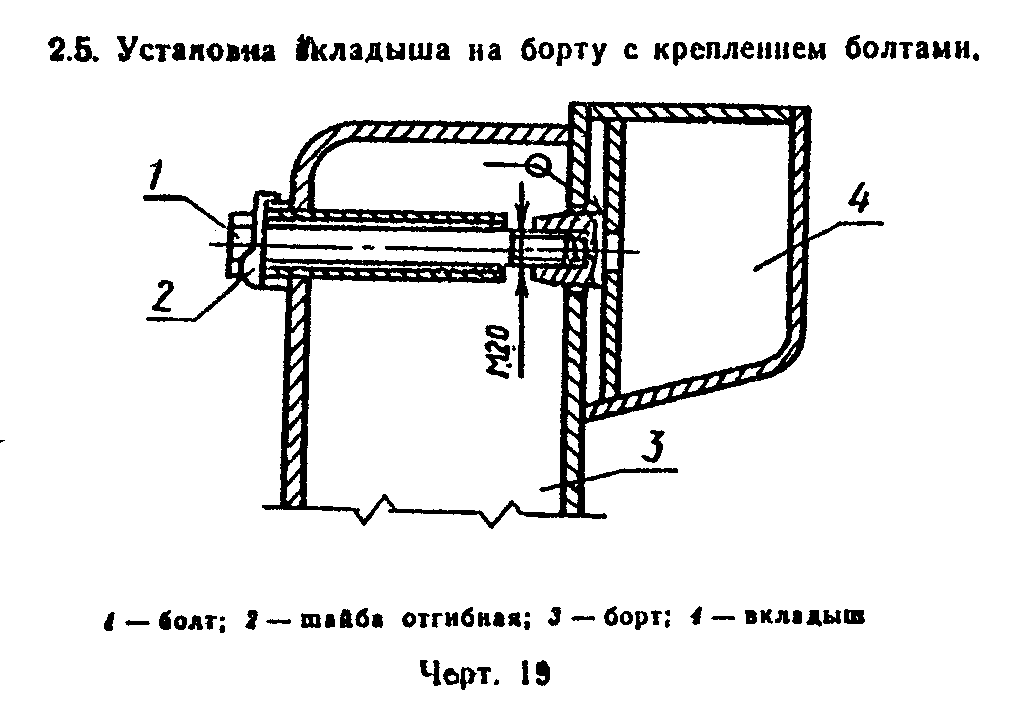 2.5. Установка вкладыша на борту с креплением болтами.
1
2
М20
3
4
1 — болт; 2 — шайба отгибная; 3 — борт; 4 — вкладыш
Черт. 19